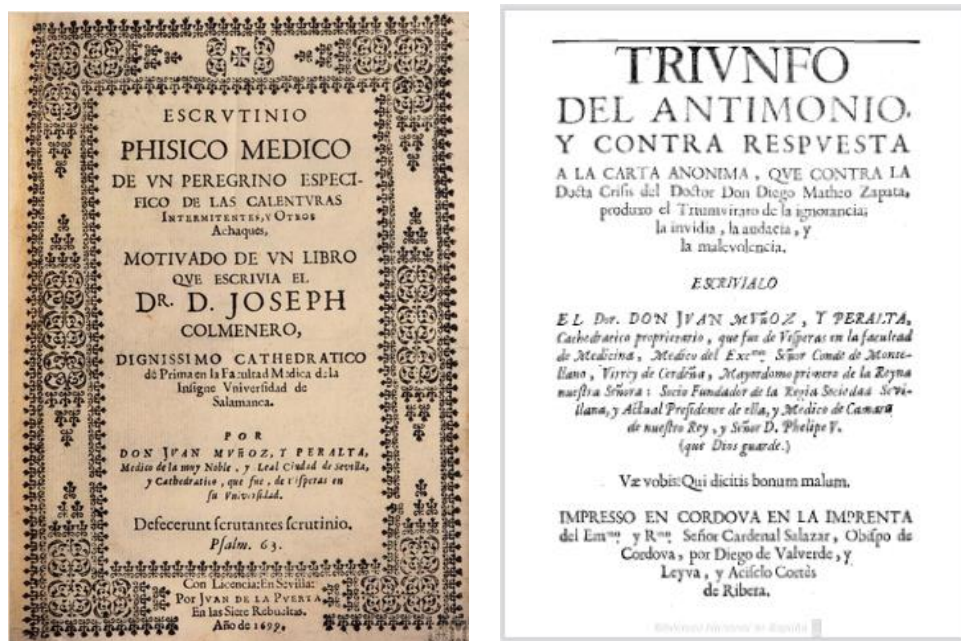 ESCRVTINIO
PHISICO MEDICO
DE VN PEREGRINO ESPECI-
FICO DE LAS CALENTVRAS
INTERMITENTES, Y OTROS
Achaques,
MOTIVADO DE VN LIBRO
QVE ESCRIVIA EL
DR. D. JOSEPH
COLMENERO,
DIGNISSIMO CATHEDRATICO
de Prima en la Facultad Medica de la
Insigne Vniversidad de
Salamanca.
POR
DON JVAN MVÑOZ, Y PERALTA,
Medico de la muy Noble, y Leal Ciudad de Sevilla,
y Cathedratico, que fue, de Visperas en
su Vniversidad.
Defecerunt scrutantes scrutinio.
Psalm. 63.
Con Licencia: En Sevilla:
Por JVAN DE LA PVERTA,
En las Siete Rebueltas.
Año de 1699.
TRIVNFO
DEL ANTIMONIO,
Y CONTRA RESPVESTA
A LA CARTA ANONIMA, QVE CONTRA LA
Docta Crisis del Doctor Don Diego Matheo Zapata,
produxo el Triumvirato de la ignorancia;
la invidia, la audacia, y
la malevolencia.
ESCRIVIALO
EL Dor. DON JVAN MVÑOZ, Y PERALTA,
Cathedratico proprietario, que fue de Visperas en la facultad
de Medicina, Medico del Exc.mo Señor Conde de Monte-
llano, Virrey de Cerdeña, Mayordomo primero de la Reyna
nuestra Señora: Socio Fundador de la Regia Sociedad Sevi-
llana, y Actual Presidente de ella, y Medico de Camara
de nuestro Rey, y Señor D. Phelipe V.
(que Dios guarde.)
Væ vobis: Qui dicitis bonum malum.
IMPRESSO EN CORDOVA EN LA IMPRENTA
del Em.mo y R.mo Señor Cardenal Salazar, Obispo de
Cordova, por Diego de Valverde, y
Leyva, y Acisclo Cortès
de Ribera.